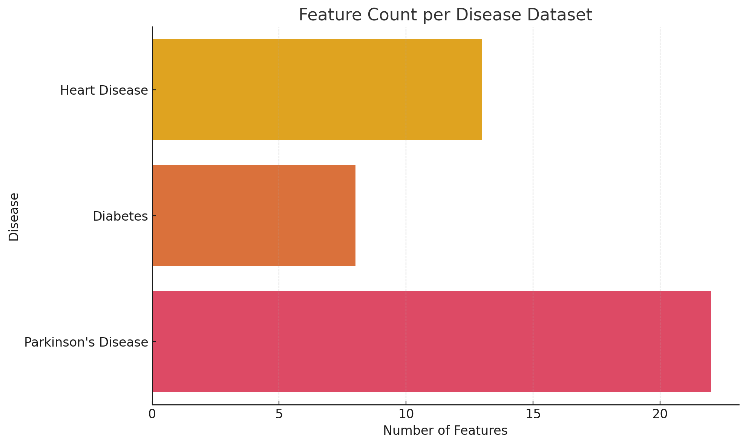 Feature Count per Disease Dataset
Heart Disease
Diabetes
Parkinson's Disease
Disease
0 5 10 15 20
Number of Features